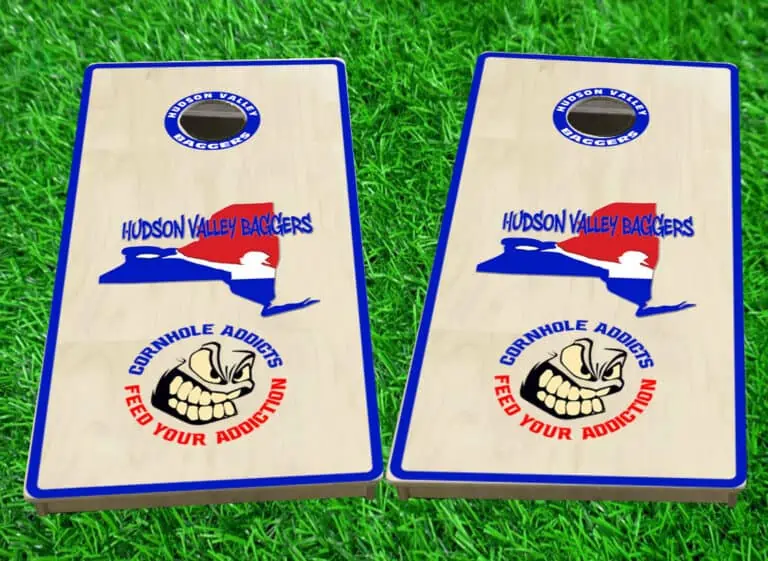 HUDSON VALLEY
BAGGERS
HUDSON VALLEY BAGGERS
CORNHOLE ADDICTS
FEED YOUR ADDICTION
HUDSON VALLEY
BAGGERS
HUDSON VALLEY BAGGERS
CORNHOLE ADDICTS
FEED YOUR ADDICTION